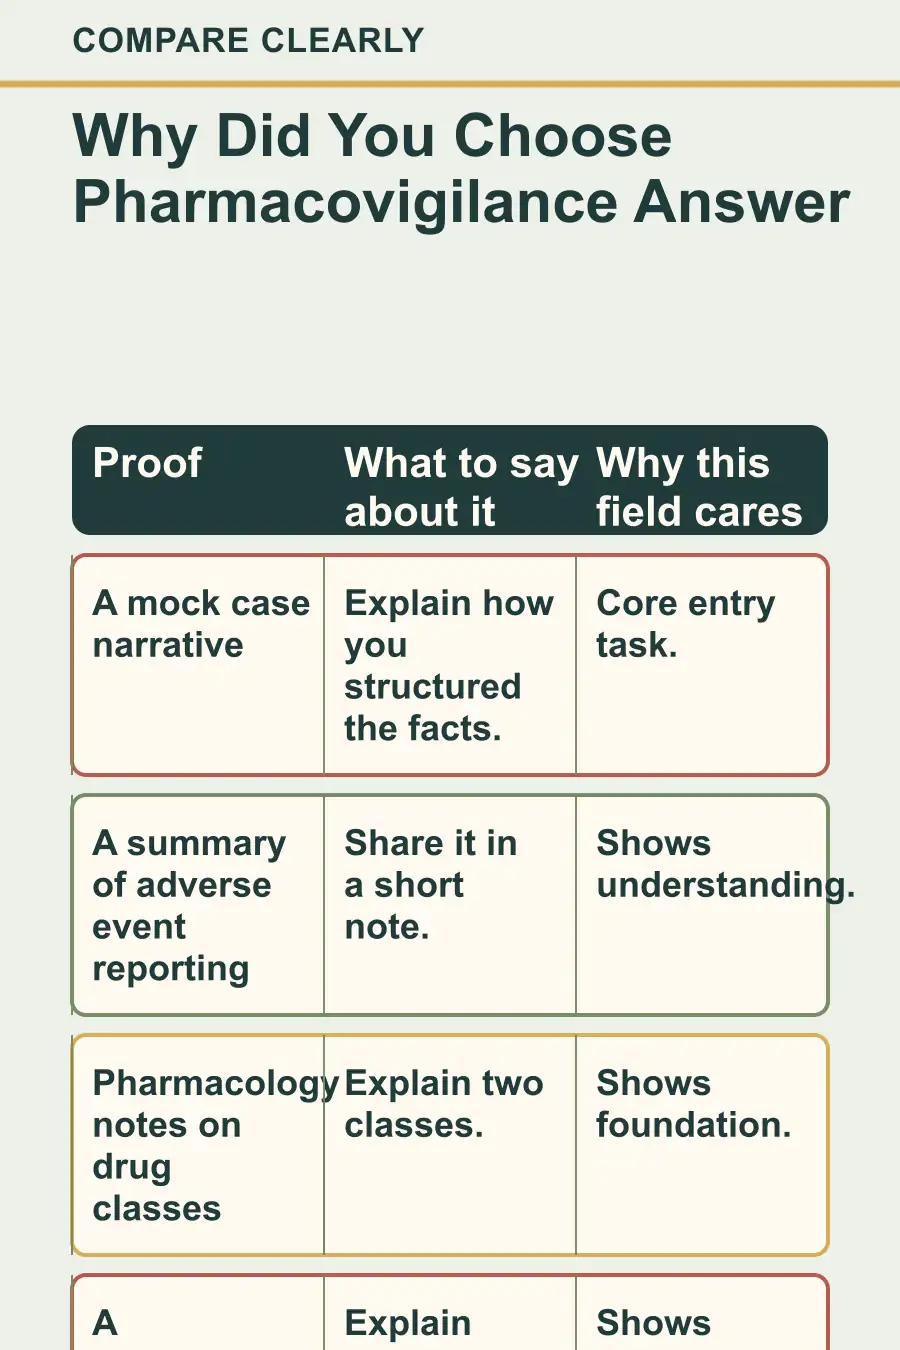 COMPARE CLEARLY
Why Did You Choose
Pharmacovigilance Answer
Proof
What to say
about it
Why this
field cares
A mock case
narrative
Explain how
you
structured
the facts.
Core entry
task.
A summary
of adverse
event
reporting
Share it in
a short
note.
Shows
understanding.
Pharmacology
notes on
drug
classes
Explain two
classes.
Shows
foundation.
A
Explain
Shows